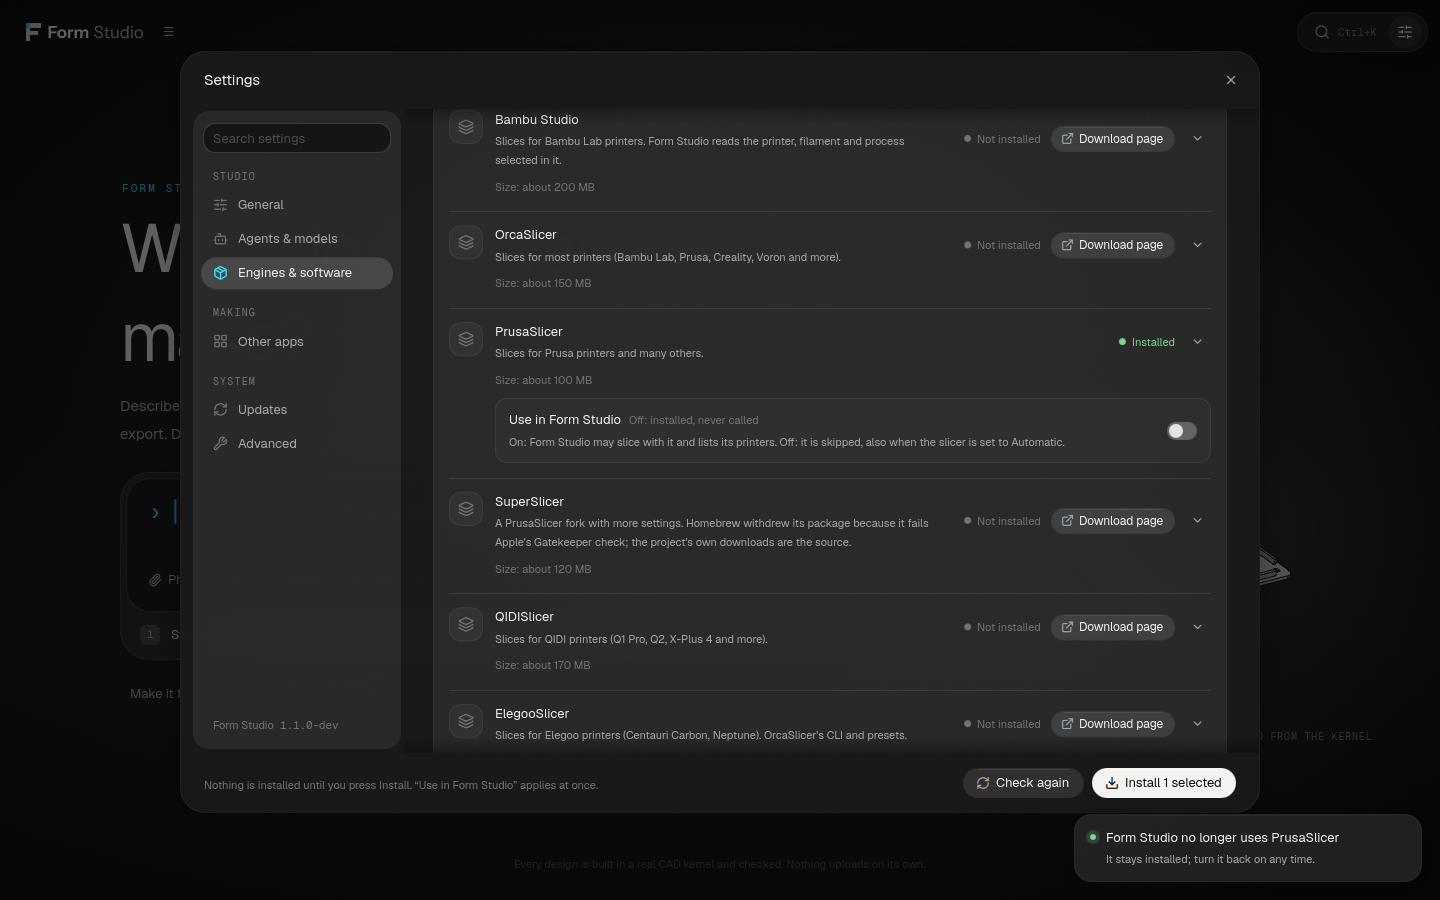 Form Studio
Ctrl+K
Settings
Search settings
STUDIO
General
Agents & models
Engines & software
MAKING
Other apps
SYSTEM
Updates
Advanced
Form Studio 1.1.0-dev
Bambu Studio
Slices for Bambu Lab printers. Form Studio reads the printer, filament and process
selected in it.
Size: about 200 MB
Not installed
Download page
OrcaSlicer
Slices for most printers (Bambu Lab, Prusa, Creality, Voron and more).
Size: about 150 MB
Not installed
Download page
PrusaSlicer
Slices for Prusa printers and many others.
Size: about 100 MB
Installed
Use in Form Studio Off: installed, never called
On: Form Studio may slice with it and lists its printers. Off: it is skipped, also when the slicer is set to Automatic.
SuperSlicer
A PrusaSlicer fork with more settings. Homebrew withdrew its package because it fails
Apple's Gatekeeper check; the project's own downloads are the source.
Size: about 120 MB
Not installed
Download page
QIDISlicer
Slices for QIDI printers (Q1 Pro, Q2, X-Plus 4 and more).
Size: about 170 MB
Not installed
Download page
ElegooSlicer
Slices for Elegoo printers (Centauri Carbon, Neptune). OrcaSlicer's CLI and presets.
Not installed
Download page
Nothing is installed until you press Install. “Use in Form Studio” applies at once.
Check again
Install 1 selected
FORM ST
W
ma
Describe
export. D
Ph
1 S
Make it f
FROM THE KERNEL
Every design is built in a real CAD kernel and checked. Nothing uploads on its own.
Form Studio no longer uses PrusaSlicer
It stays installed; turn it back on any time.